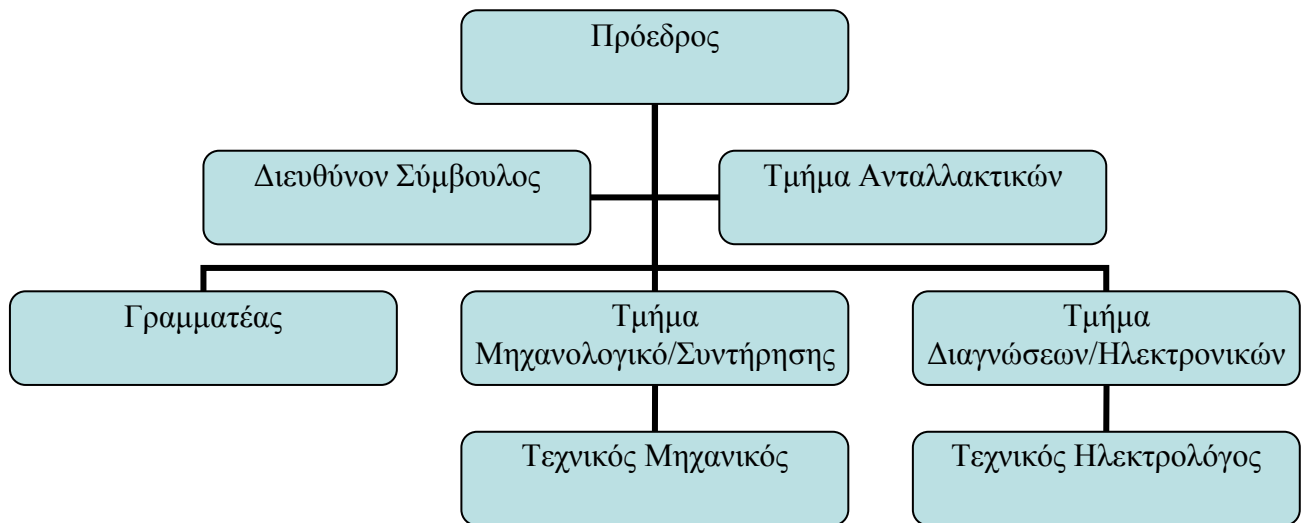 Πρόεδρος
Διευθύνον Σύμβουλος
Τμήμα Ανταλλακτικών
Γραμματέας
Τμήμα
Μηχανολογικό/Συντήρησης
Τμήμα
Διαγνώσεων/Ηλεκτρονικών
Τεχνικός Μηχανικός
Τεχνικός Ηλεκτρολόγος